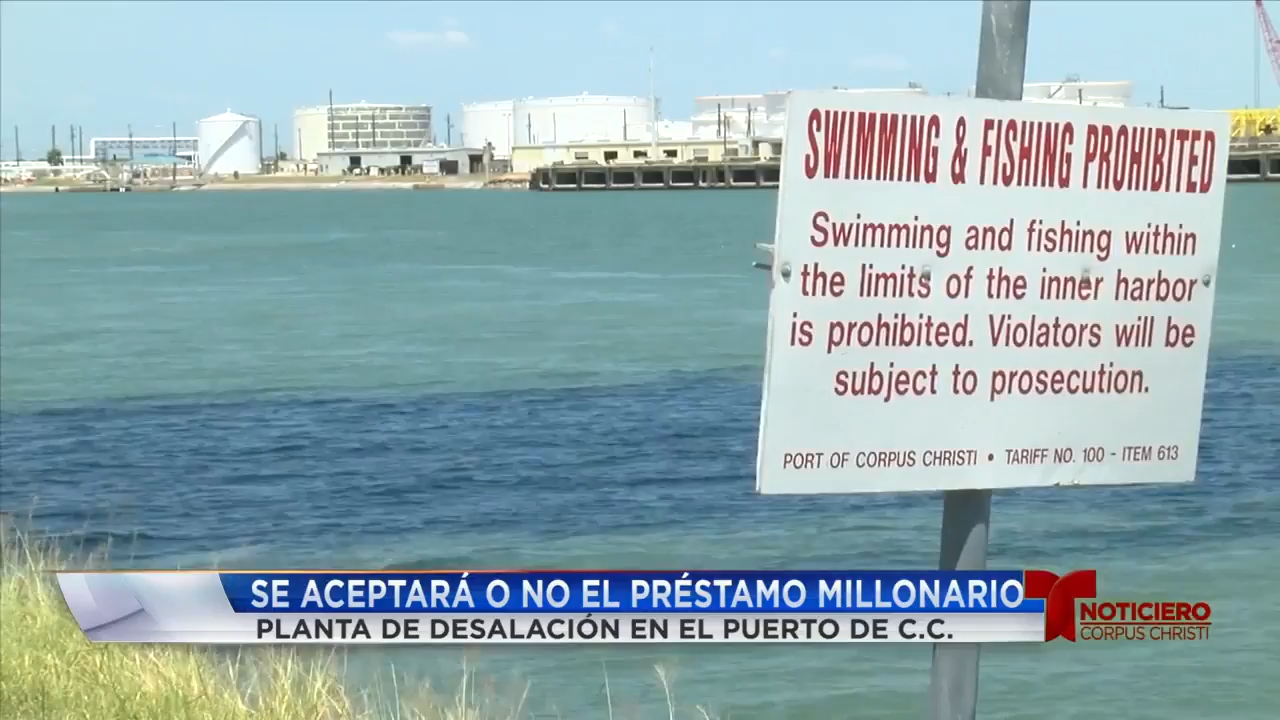 SWIMMING & FISHING PROHIBITED
Swimming and fishing within
the limits of the inner harbor
is prohibited. Violators will be
subject to prosecution.
PORT OF CORPUS CHRISTI • TARIFF NO. 100 - ITEM 613
SE ACEPTARÁ O NO EL PRÉSTAMO MILLONARIO
PLANTA DE DESALACIÓN EN EL PUERTO DE C.C.
NOTICIERO
CORPUS CHRISTI